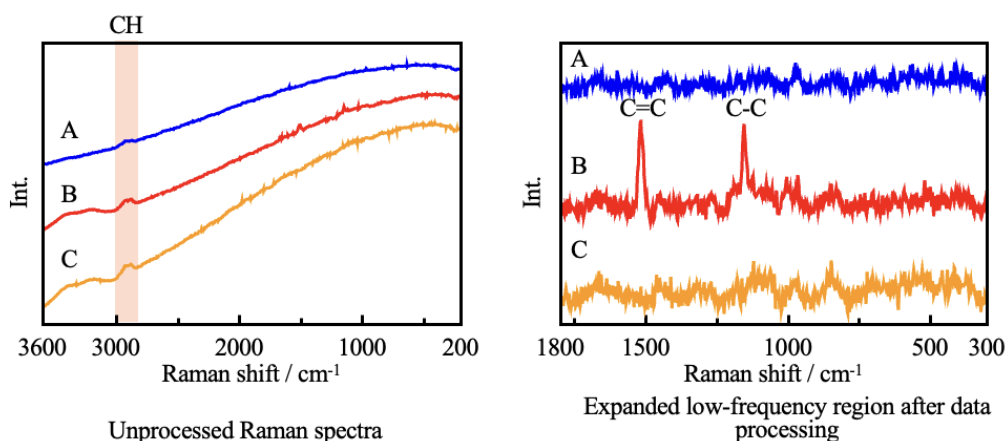 CH
A
B
C
Int.
3600 3000 2000 1000 200
Raman shift / cm-1
Unprocessed Raman spectra
A
C=C C-C
B
C
Int.
1800 1500 1000 500 300
Raman shift / cm-1
Expanded low-frequency region after data
processing